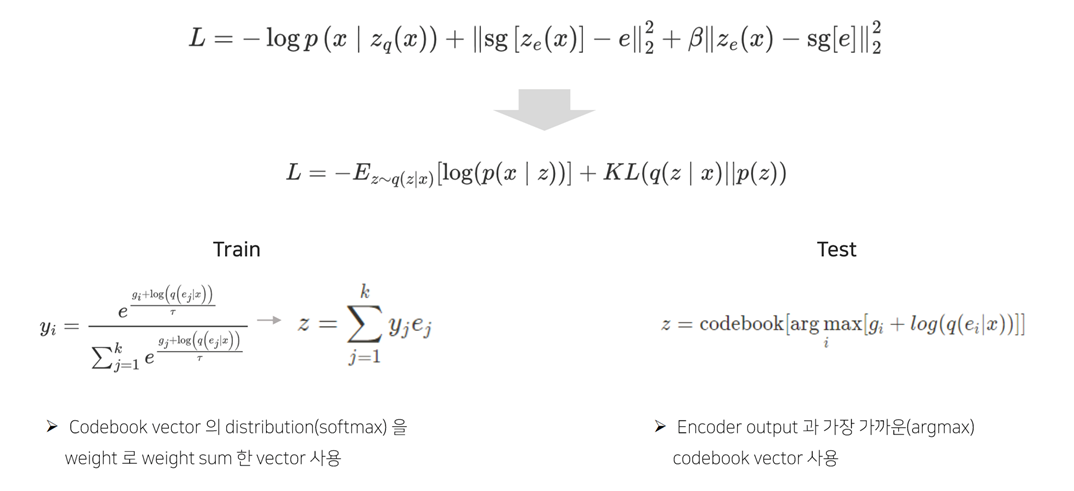 L = − log p (x | z_q(x)) + ‖sg [z_e(x)] − e‖₂² + β‖z_e(x) − sg[e]‖₂²
L = −E_{z∼q(z|x)}[log(p(x | z))] + KL(q(z | x)||p(z))
Train
y_i = e^{(g_i+log(q(e_j|x)))/τ} / ∑_{j=1}^{k} e^{(g_j+log(q(e_j|x)))/τ} → z = ∑_{j=1}^{k} y_j e_j
➢ Codebook vector 의 distribution(softmax) 을
weight 로 weight sum 한 vector 사용
Test
z = codebook[arg max_i[g_i + log(q(e_i|x))]]
➢ Encoder output 과 가장 가까운(argmax)
codebook vector 사용